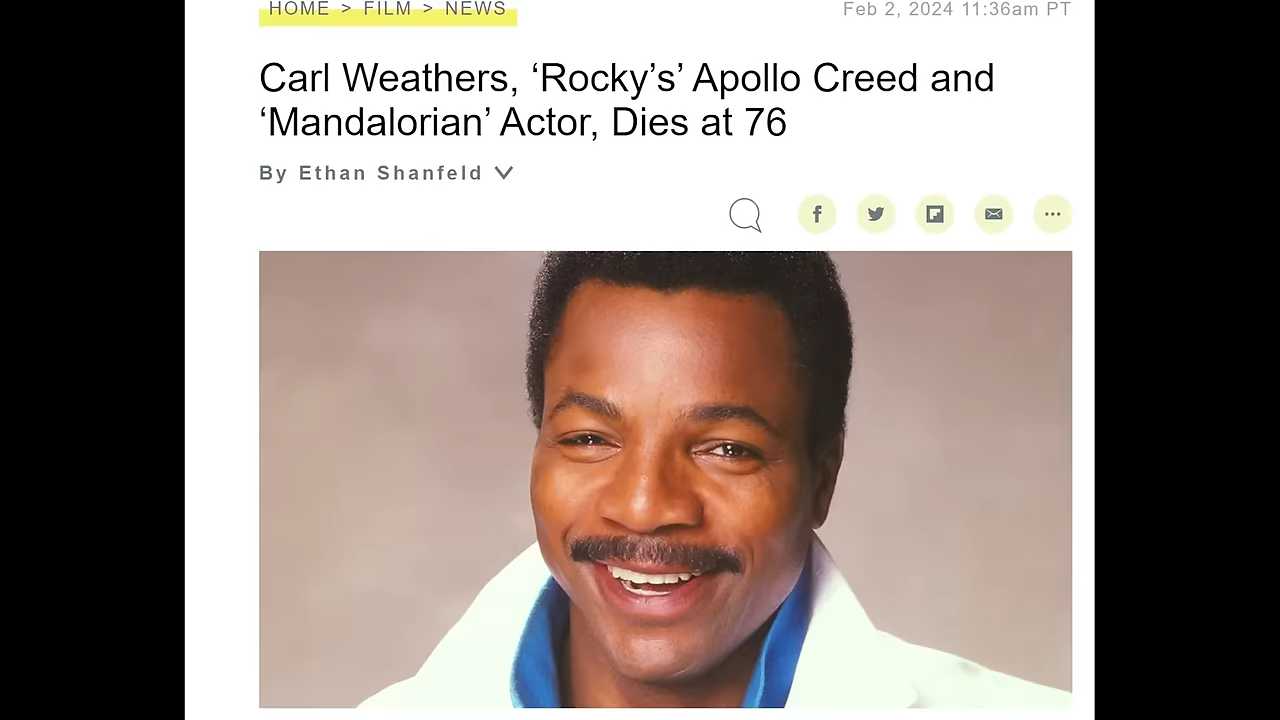 HOME > FILM > NEWS
Feb 2, 2024 11:36am PT
Carl Weathers, ‘Rocky’s’ Apollo Creed and
‘Mandalorian’ Actor, Dies at 76
By Ethan Shanfeld